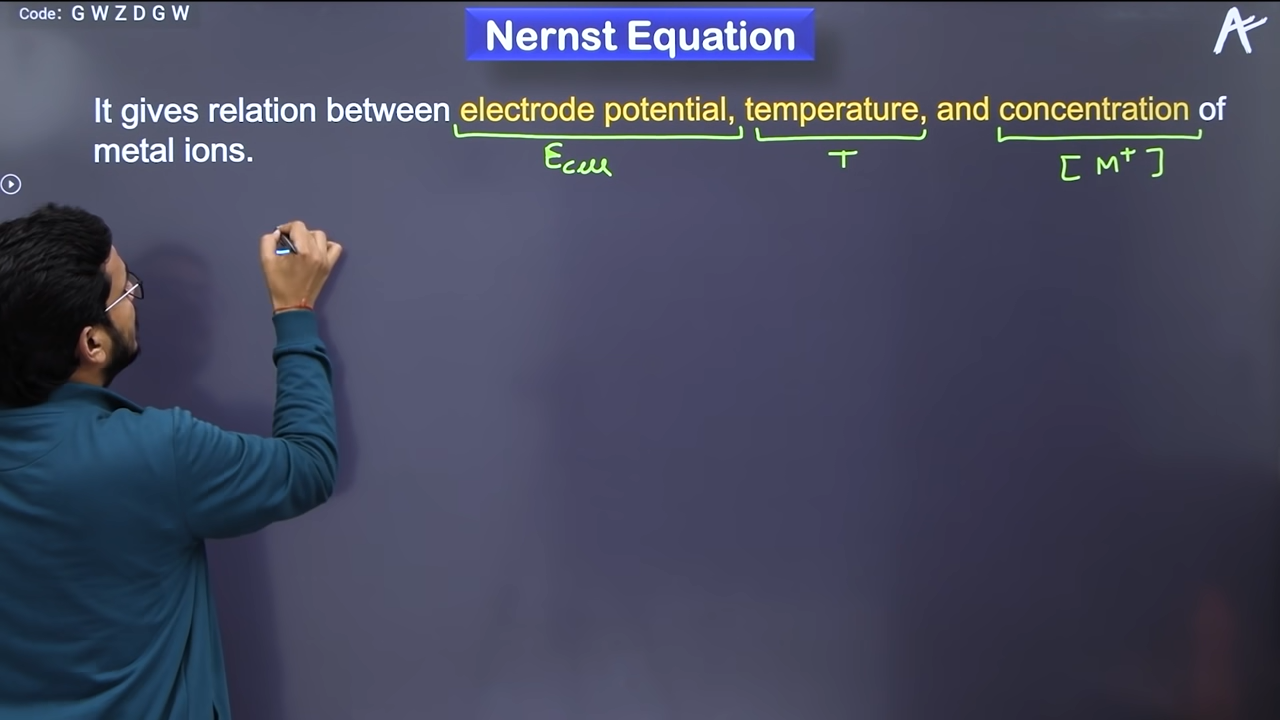 Code: G W Z D G W
Nernst Equation
It gives relation between electrode potential, temperature, and concentration of
metal ions.
Ecell
T
[ M+ ]